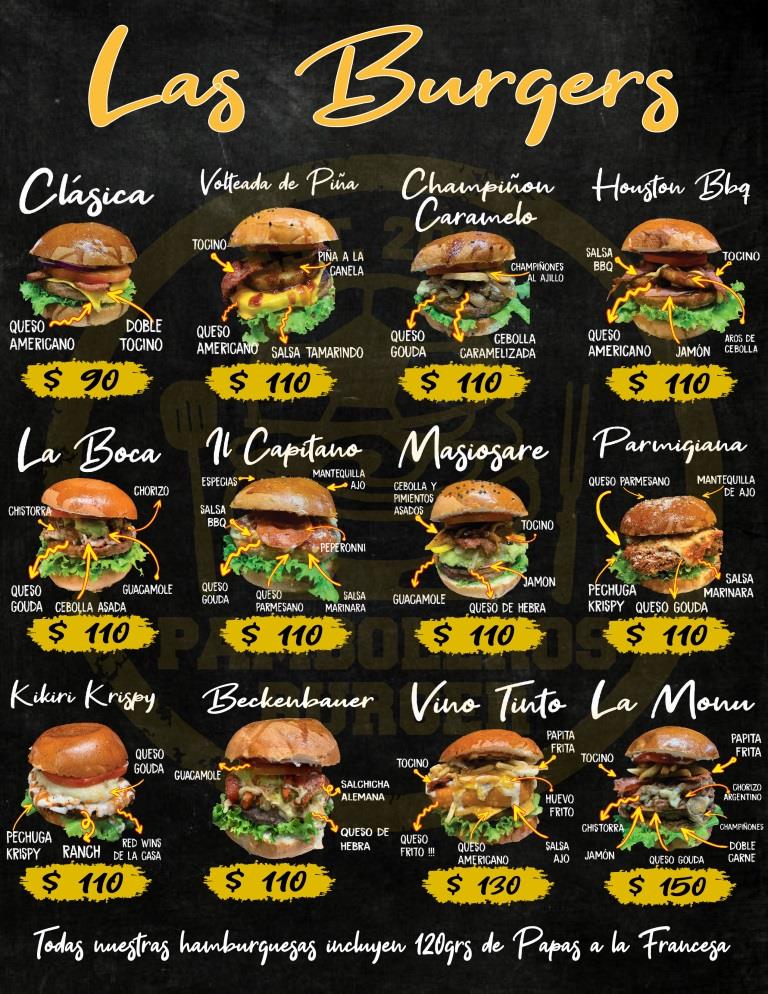 Las Burgers
Clásica
QUESO
AMERICANO
DOBLE
TOCINO
$ 90
Volteada de Piña
TOCINO
PIÑA A LA
CANELA
QUESO
AMERICANO
SALSA TAMARINDO
$ 110
Champiñon
Caramelo
CHAMPIÑONES
AL AJILLO
QUESO
GOUDA
CEBOLLA
CARAMELIZADA
$ 110
Houston Bbq
SALSA
BBQ
TOCINO
QUESO
AMERICANO
JAMÓN
AROS DE
CEBOLLA
$ 110
La Boca
CHORIZO
CHISTORRA
QUESO
GOUDA
CEBOLLA ASADA
GUACAMOLE
$ 110
Il Capitano
ESPECIAS
MANTEQUILLA
AJO
SALSA
BBQ
PEPERONNI
QUESO
GOUDA
QUESO
PARMESANO
SALSA
MARINARA
$ 110
Masiosare
CEBOLLA Y
PIMIENTOS
ASADOS
TOCINO
JAMON
GUACAMOLE
QUESO DE HEBRA
$ 110
Parmigiana
QUESO PARMESANO
MANTEQUILLA
DE AJO
PECHUGA
KRISPY
QUESO GOUDA
SALSA
MARINARA
$ 110
Kikiri Krispy
QUESO
GOUDA
PECHUGA
KRISPY
RANCH
RED WINS
DE LA CASA
$ 110
Beckenbauer
GUACAMOLE
SALCHICHA
ALEMANA
QUESO DE
HEBRA
$ 110
Vino Tinto
PAPITA
FRITA
TOCINO
HUEVO
FRITO
QUESO
FRITO !!!
QUESO
AMERICANO
SALSA
AJO
$ 130
La Monu
PAPITA
FRITA
TOCINO
CHORIZO
ARGENTINO
CHISTORRA
CHAMPIÑONES
JAMÓN
QUESO GOUDA
DOBLE
CARNE
$ 150
PAMBOLEROS
BURGER
Todas nuestras hamburguesas incluyen 120grs de Papas a la Francesa